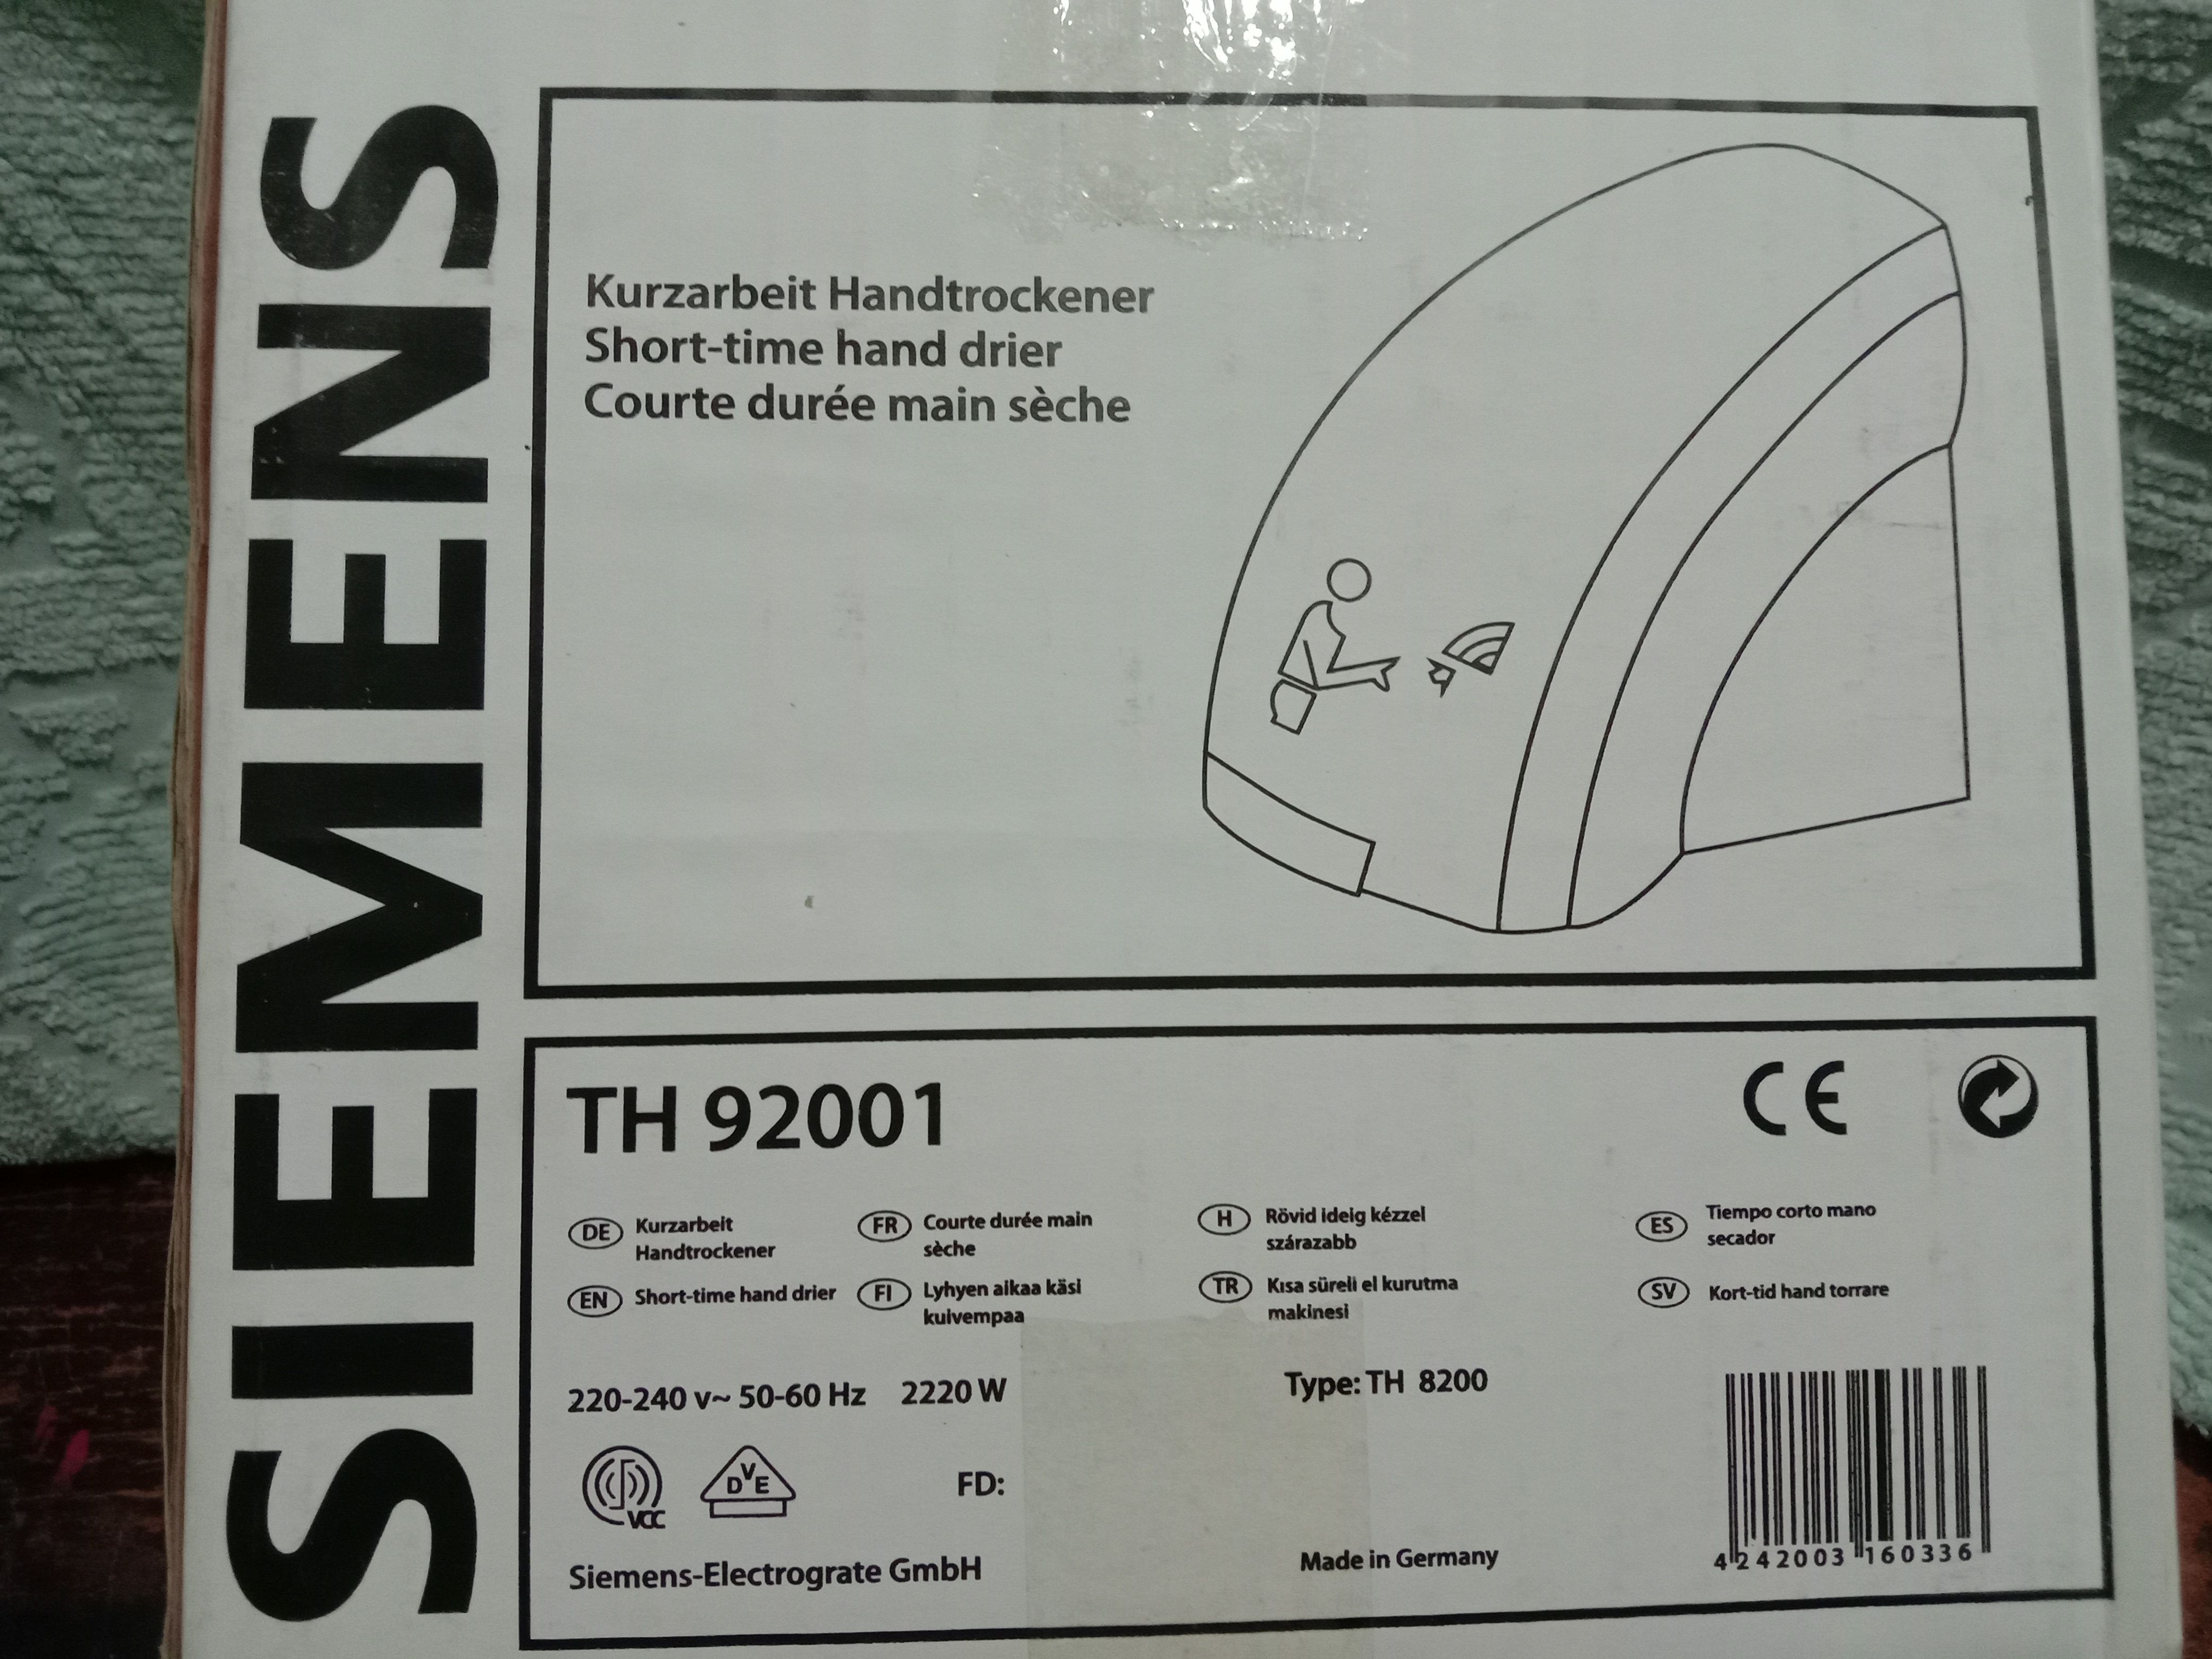 SIEMENS
Kurzarbeit Handtrockener
Short-time hand drier
Courte durée main sèche
TH 92001
CE
DE Kurzarbeit
Handtrockener
FR Courte durée main
sèche
H Rövid ideig kézzel
szárazabb
ES Tiempo corto mano
secador
EN Short-time hand drier
FI Lyhyen aikaa käsi
kuivempaa
TR Kısa süreli el kurutma
makinesi
SV Kort-tid hand torrare
220-240 v~ 50-60 Hz 2220 W
Type: TH 8200
VCC
DVE
FD:
Siemens-Electrograte GmbH
Made in Germany
4 242003 160336